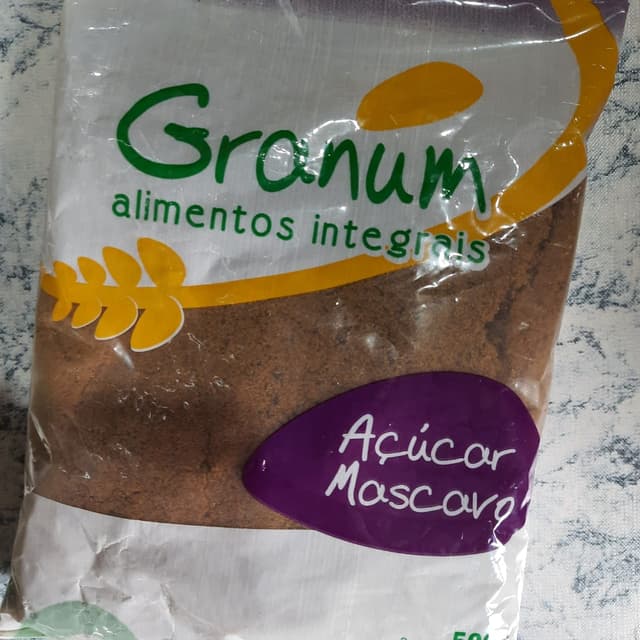 Granum
alimentos integrais
Açúcar
Mascavo